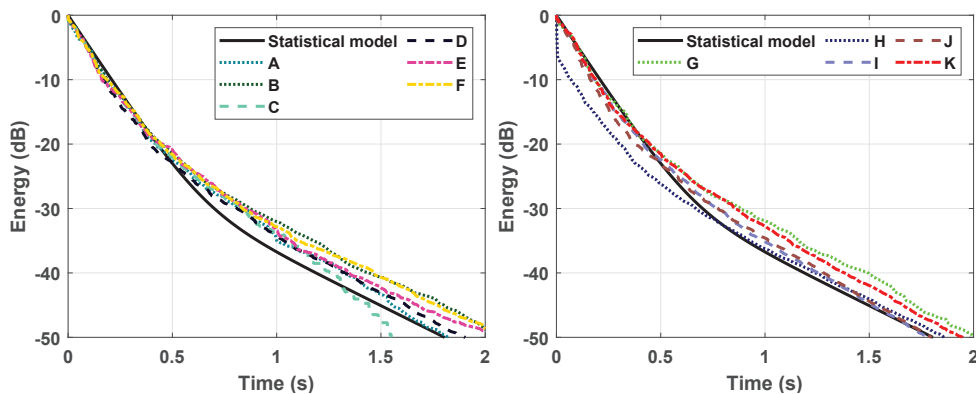 0
-10
-20
-30
-40
-50
Energy (dB)
0 0.5 1 1.5 2
Time (s)
Statistical model
A
B
C
D
E
F
0
-10
-20
-30
-40
-50
Energy (dB)
0 0.5 1 1.5 2
Time (s)
Statistical model
G
H
I
J
K